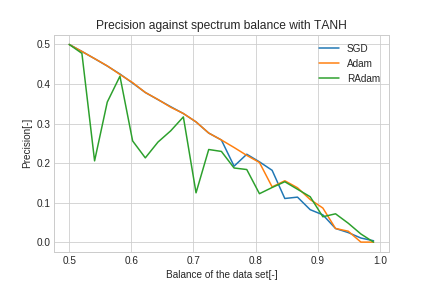 Precision against spectrum balance with TANH
SGD
Adam
RAdam
Precision[-]
0.5
0.4
0.3
0.2
0.1
0.0
0.5 0.6 0.7 0.8 0.9 1.0
Balance of the data set[-]